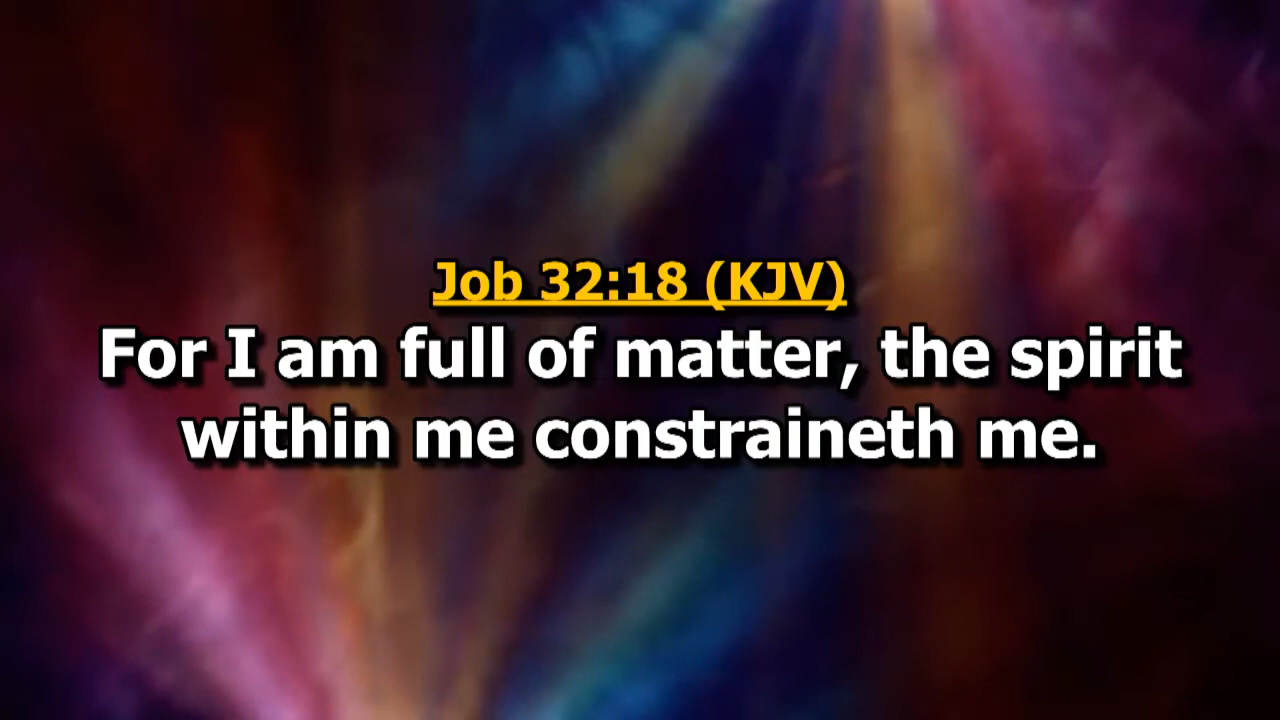 Job 32:18 (KJV)
For I am full of matter, the spirit
within me constraineth me.